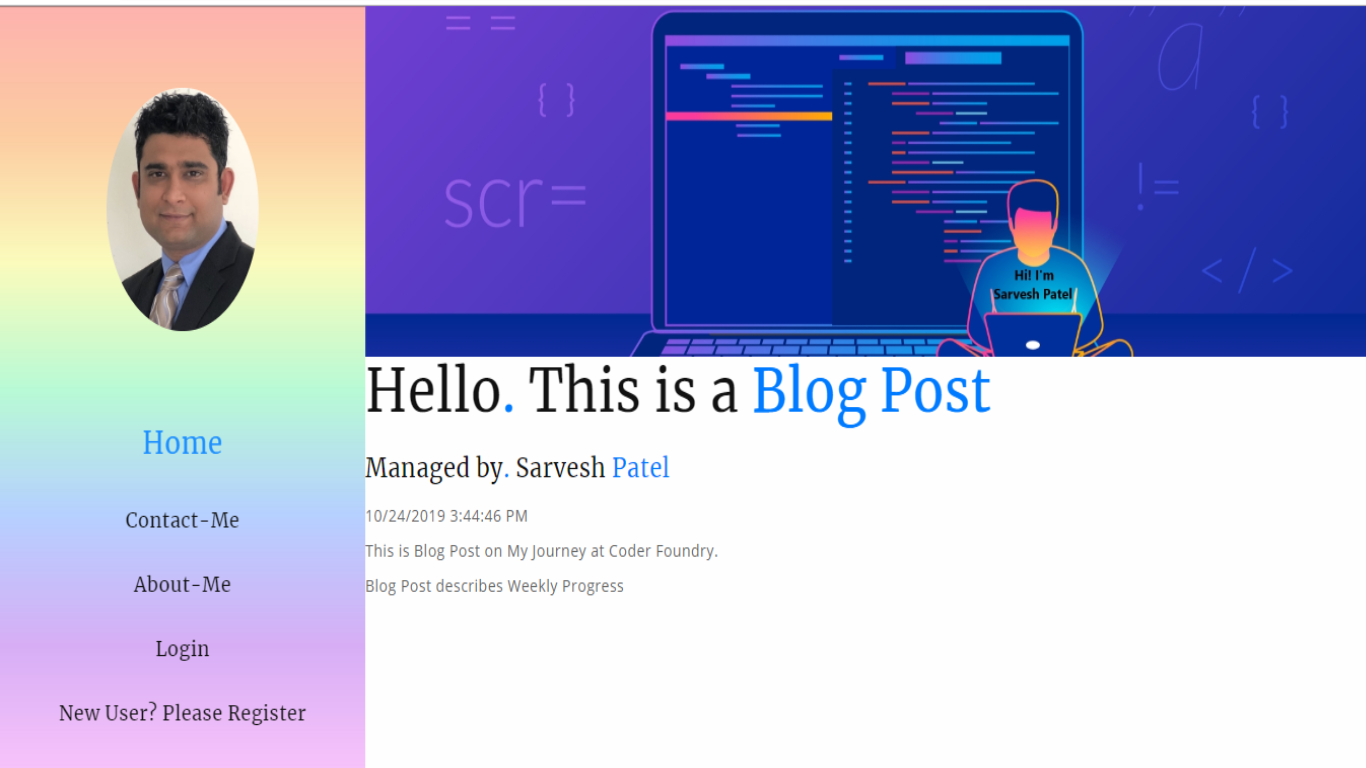 Home
Contact-Me
About-Me
Login
New User? Please Register
= =
{ }
scr=
,, ,,
a
{ }
!=
</>
Hi! I'm
Sarvesh Patel
Hello. This is a Blog Post
Managed by. Sarvesh Patel
10/24/2019 3:44:46 PM
This is Blog Post on My Journey at Coder Foundry.
Blog Post describes Weekly Progress